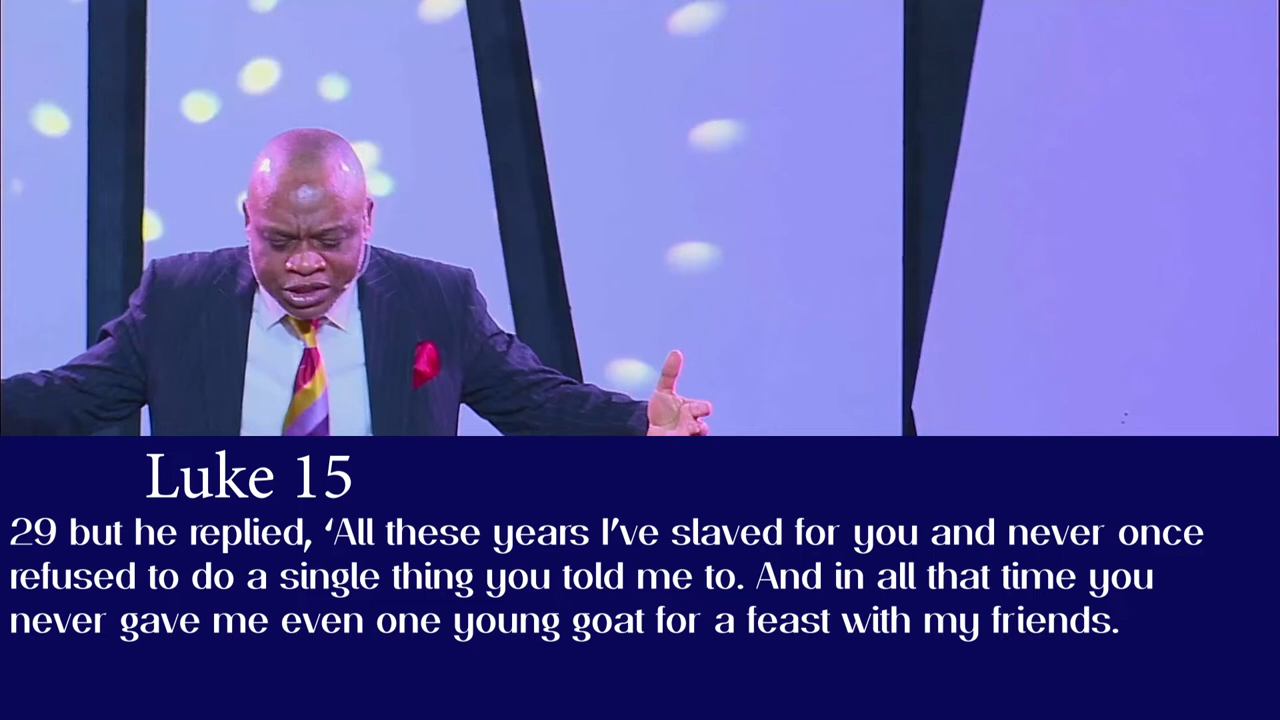 Luke 15
29 but he replied, ‘All these years I've slaved for you and never once
refused to do a single thing you told me to. And in all that time you
never gave me even one young goat for a feast with my friends.